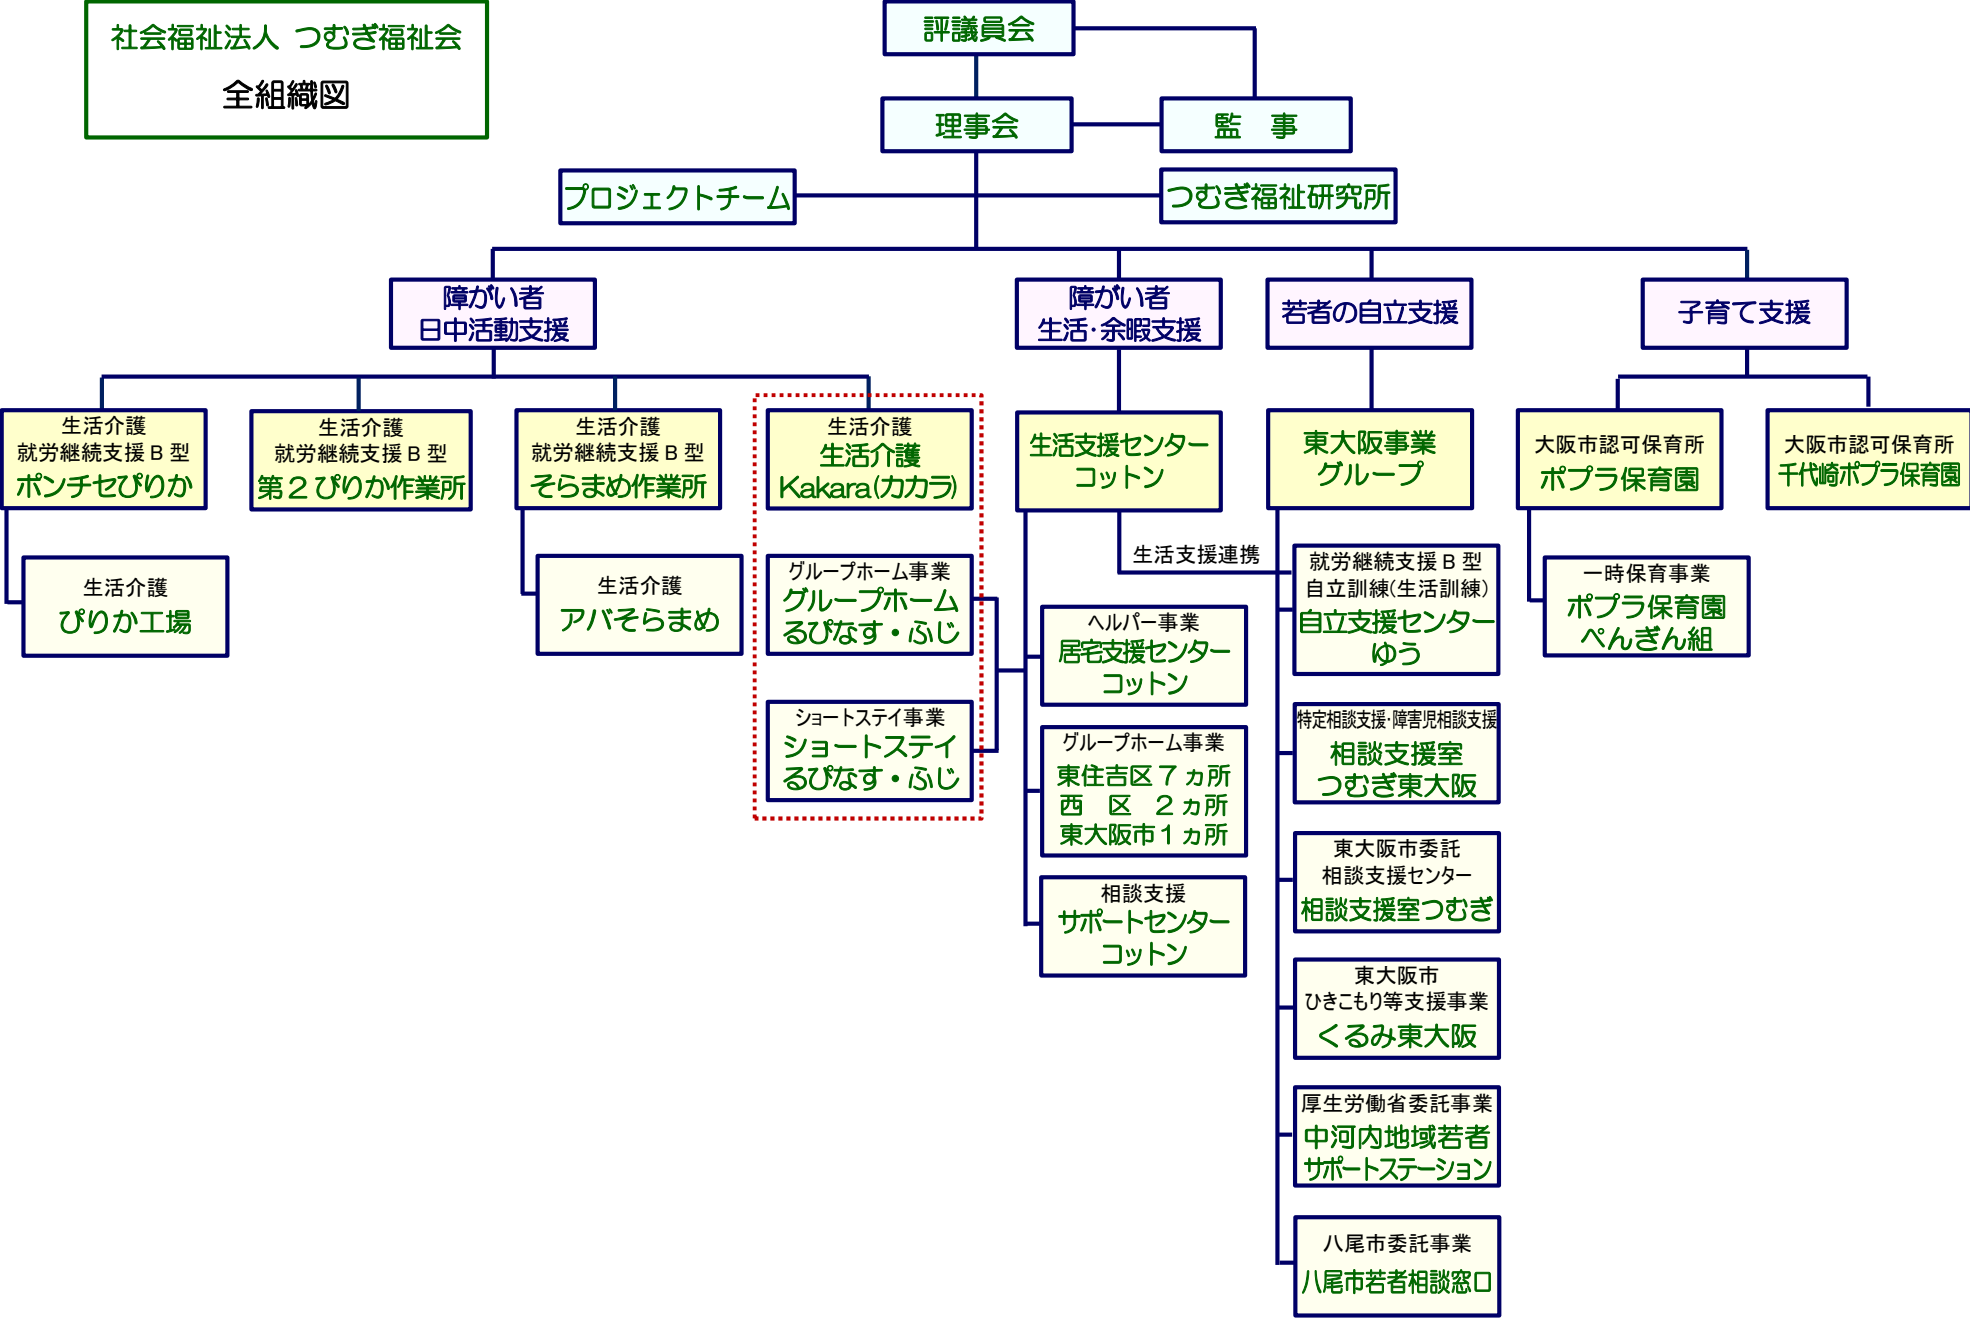 社会福祉法人 つむぎ福祉会
全組織図
評議員会
理事会
監　事
プロジェクトチーム
つむぎ福祉研究所
障がい者
日中活動支援
障がい者
生活・余暇支援
若者の自立支援
子育て支援
生活介護
就労継続支援Ｂ型
ポンチセぴりか
生活介護
就労継続支援Ｂ型
第２ぴりか作業所
生活介護
就労継続支援Ｂ型
そらまめ作業所
生活介護
生活介護
Kakara(カカラ)
生活支援センター
コットン
東大阪事業
グループ
大阪市認可保育所
ポプラ保育園
大阪市認可保育所
千代崎ポプラ保育園
生活介護
ぴりか工場
生活介護
アバそらまめ
グループホーム事業
グループホーム
るぴなす・ふじ
ショートステイ事業
ショートステイ
るぴなす・ふじ
生活支援連携
ヘルパー事業
居宅支援センター
コットン
グループホーム事業
東住吉区７ヵ所
西　区　２ヵ所
東大阪市１ヵ所
相談支援
サポートセンター
コットン
就労継続支援Ｂ型
自立訓練(生活訓練)
自立支援センター
ゆう
特定相談支援・障害児相談支援
相談支援室
つむぎ東大阪
東大阪市委託
相談支援センター
相談支援室つむぎ
東大阪市
ひきこもり等支援事業
くるみ東大阪
厚生労働省委託事業
中河内地域若者
サポートステーション
八尾市委託事業
八尾市若者相談窓口
一時保育事業
ポプラ保育園
ぺんぎん組